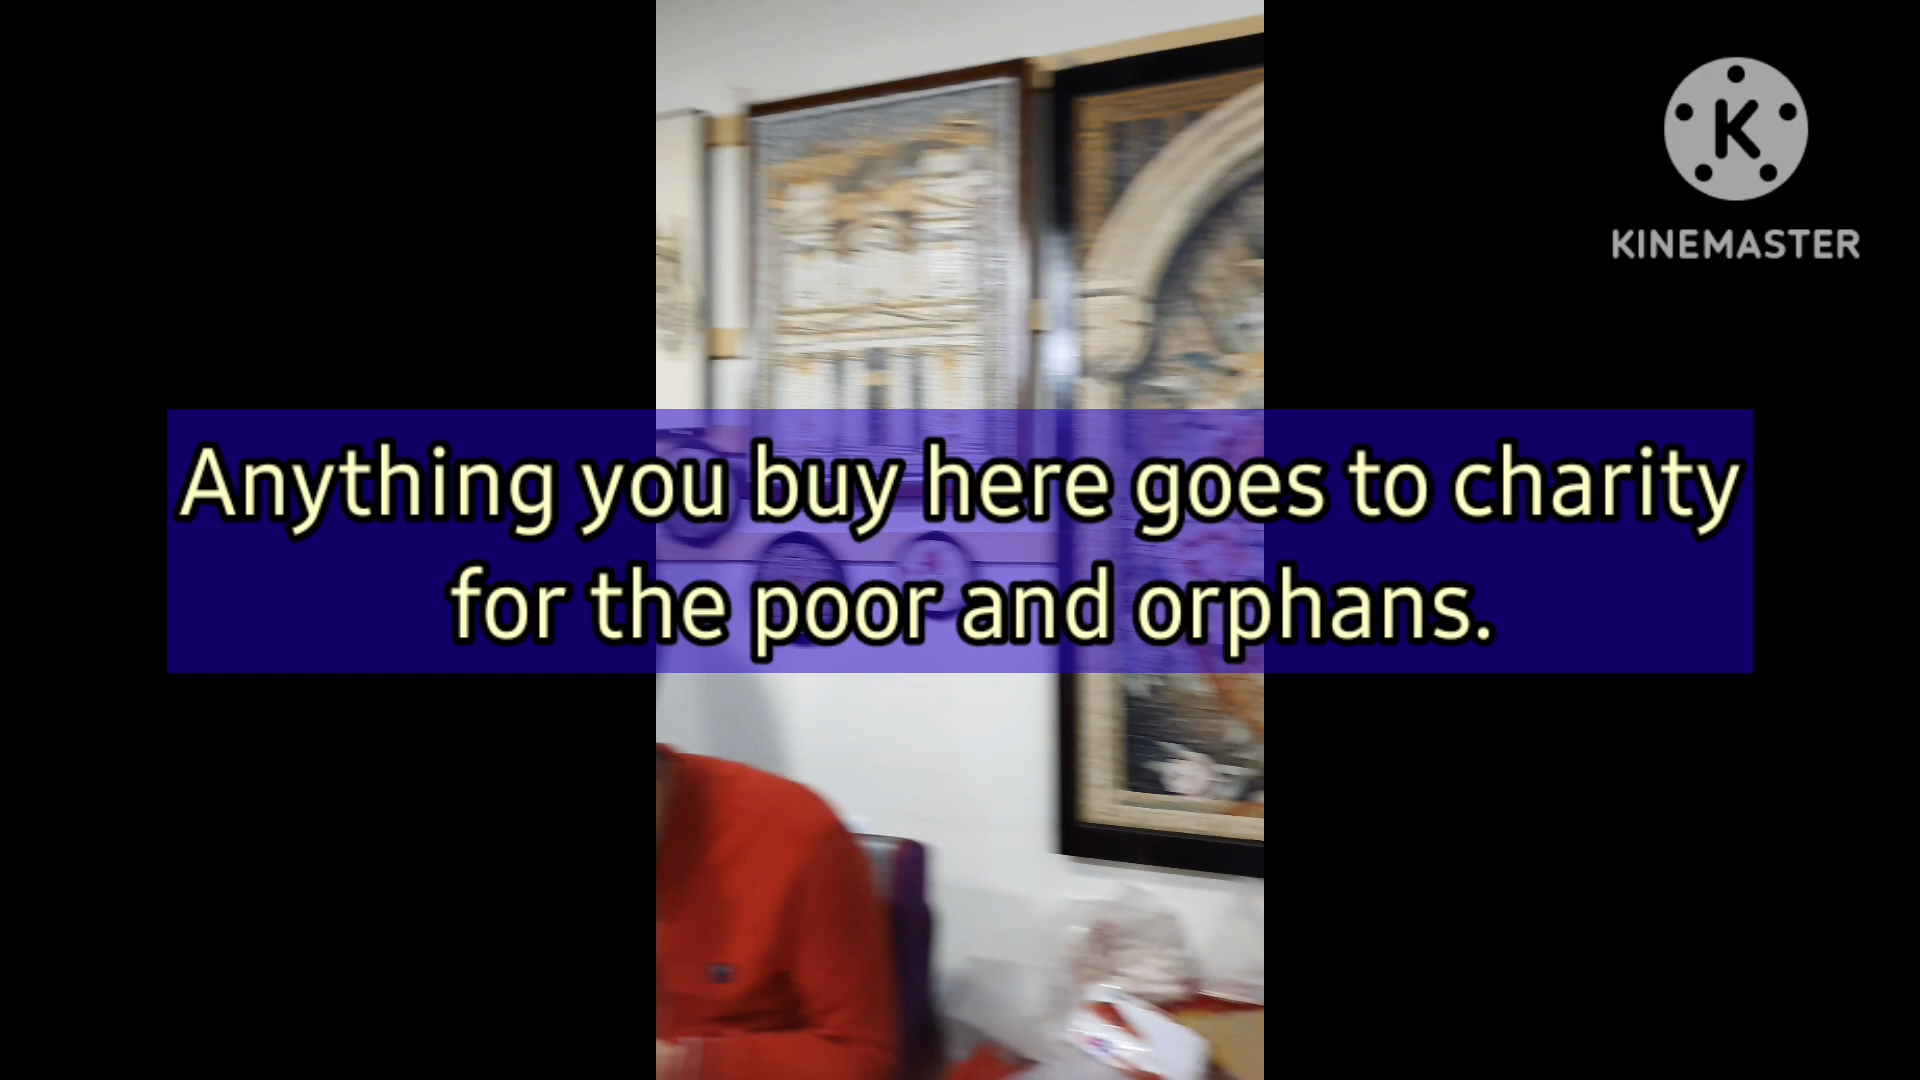 K
KINEMASTER
Anything you buy here goes to charity
for the poor and orphans.